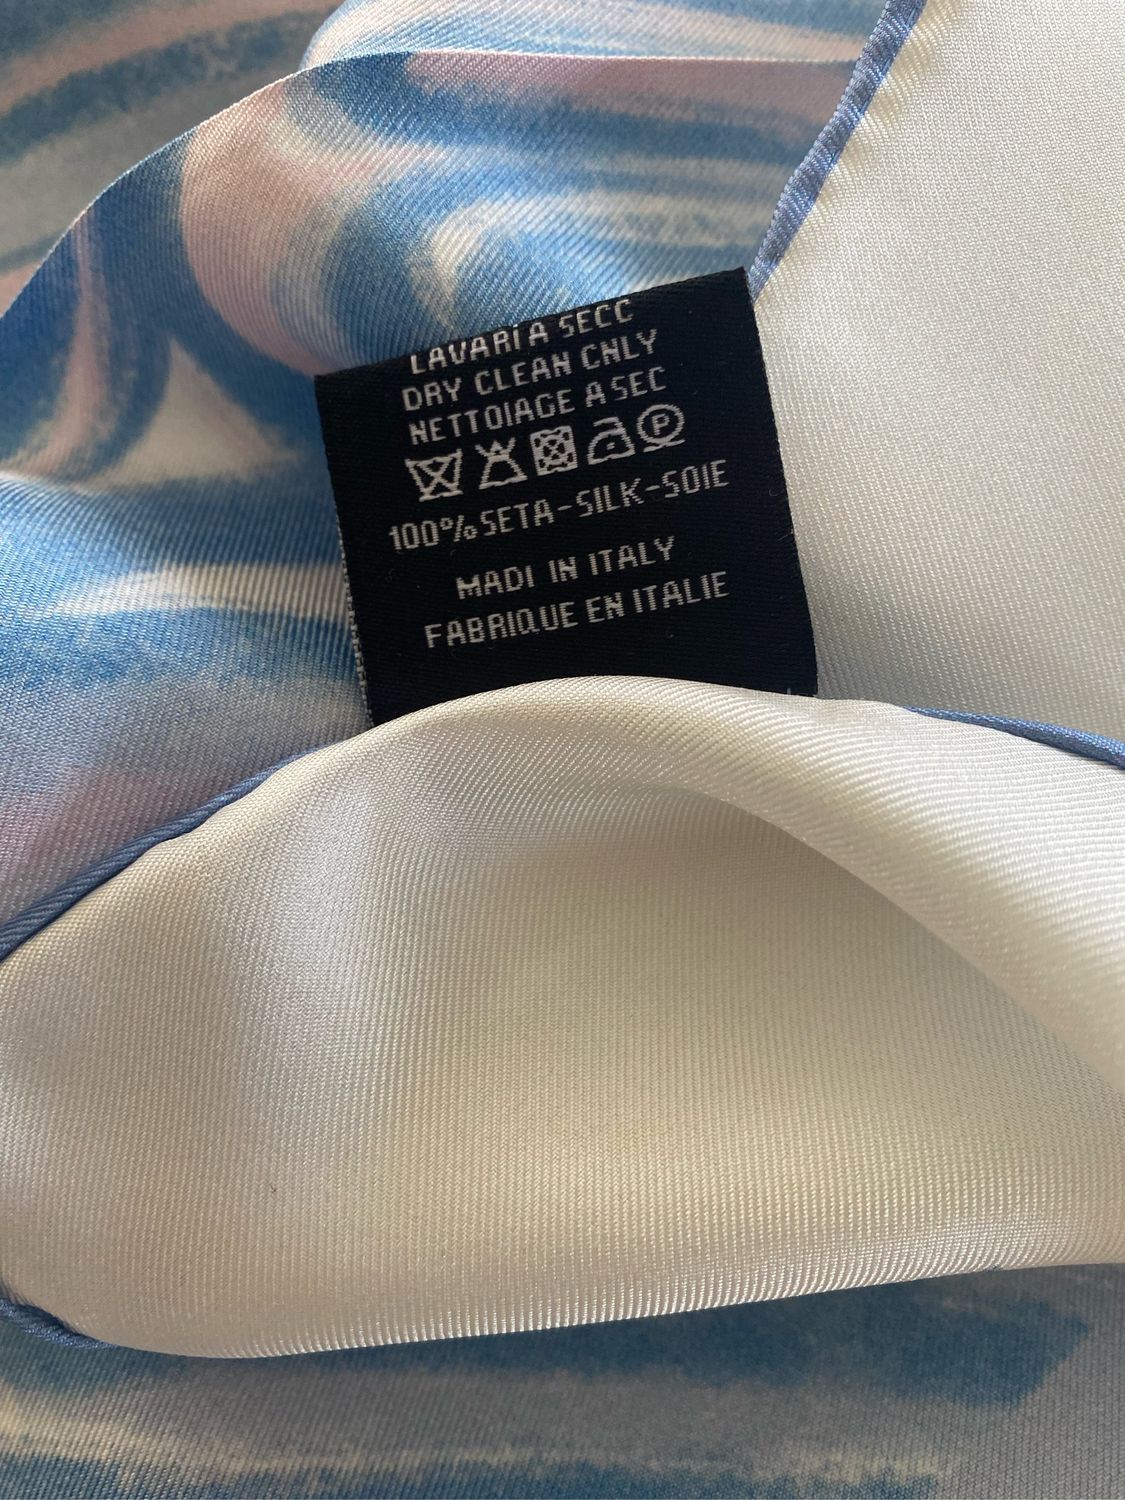 LAVARI A SECC
DRY CLEAN CNLY
NETTOIAGE A SEC
P
100% SETA-SILK-SOIE
MADI IN ITALY
FABRIQUE EN ITALIE